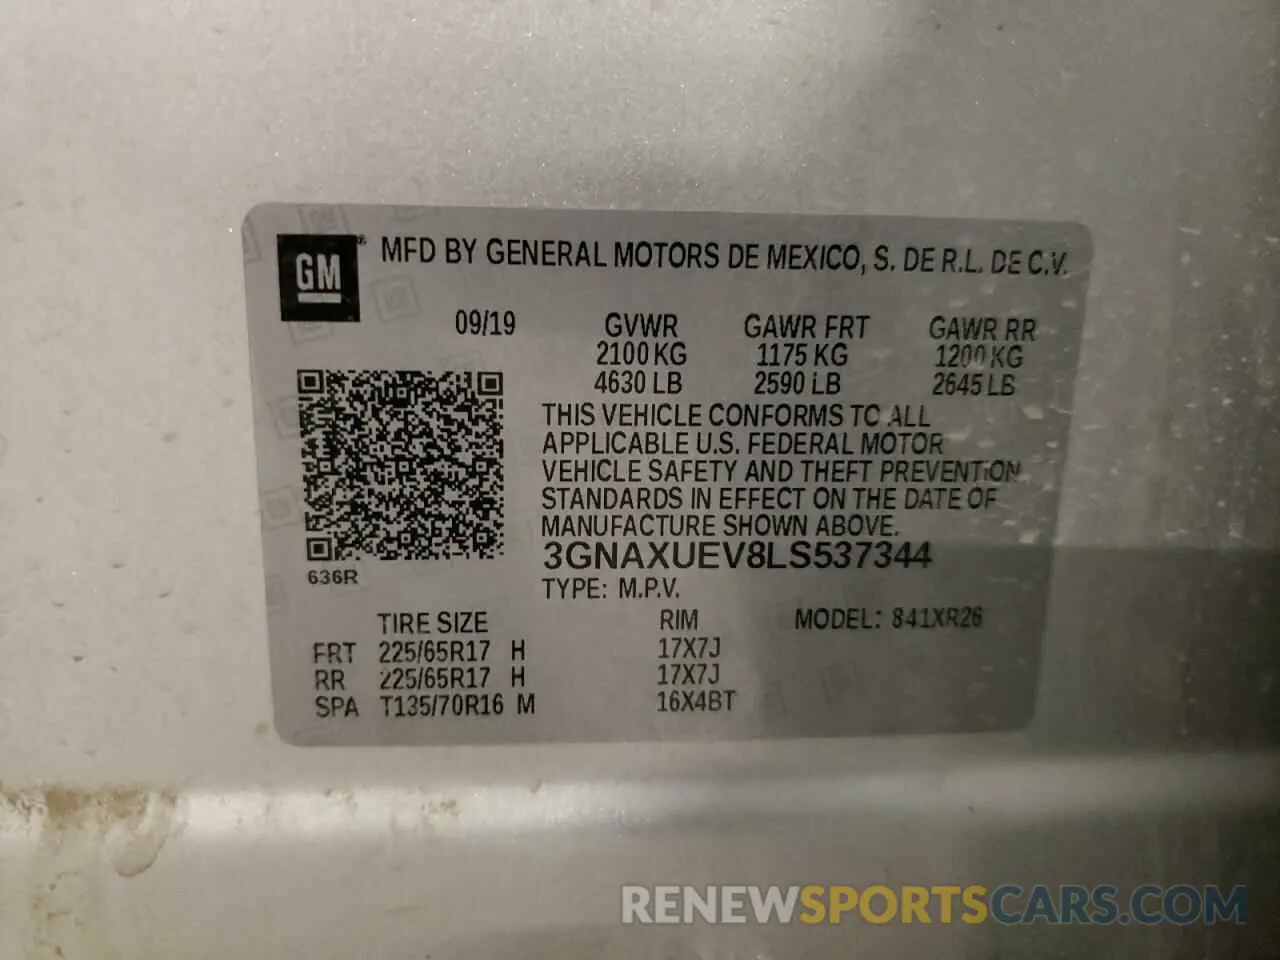 GM® MFD BY GENERAL MOTORS DE MEXICO, S. DE R.L. DE C.V.
09/19 GVWR GAWR FRT GAWR RR
2100 KG 1175 KG 1200 KG
4630 LB 2590 LB 2645 LB
THIS VEHICLE CONFORMS TO ALL
APPLICABLE U.S. FEDERAL MOTOR
VEHICLE SAFETY AND THEFT PREVENTION
STANDARDS IN EFFECT ON THE DATE OF
MANUFACTURE SHOWN ABOVE.
3GNAXUEV8LS537344
636R
TYPE: M.P.V.
TIRE SIZE RIM MODEL: 841XR26
FRT 225/65R17 H 17X7J
RR 225/65R17 H 17X7J
SPA T135/70R16 M 16X4BT
RENEWSPORTSCARS.COM